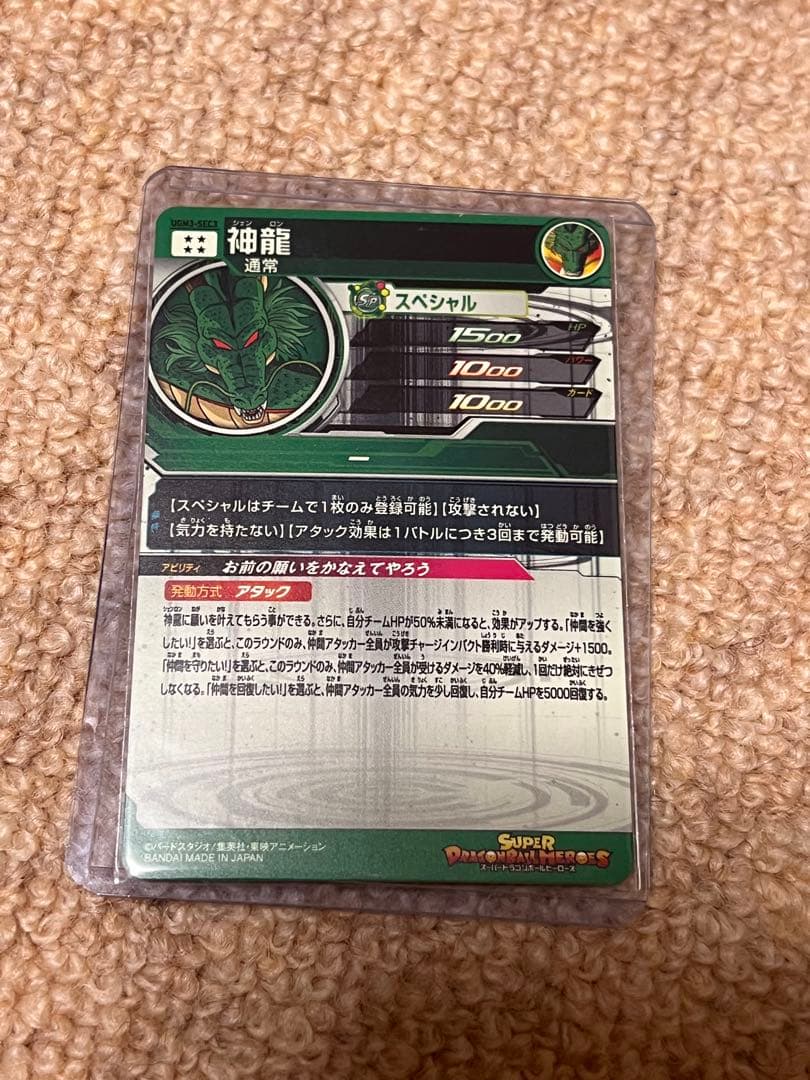 UGM3-SEC3
シェン ロン
神龍
通常
SP スペシャル
1500 HP
1000 パワー
1000 ガード
【スペシャルはチームで1枚のみ登録可能】【攻撃されない】
【気力を持たない】【アタック効果は1バトルにつき3回まで発動可能】
アビリティ お前の願いをかなえてやろう
発動方式 アタック
神龍に願いを叶えてもらう事ができる。さらに、自分チームHPが50%未満になると、効果がアップする。「仲間を強く
したい!」を選ぶと、このラウンドのみ、仲間アタッカー全員が攻撃チャージインパクト勝利時に与えるダメージ+1500。
「仲間を守りたい!」を選ぶと、このラウンドのみ、仲間アタッカー全員が受けるダメージを40%軽減し、1回だけ絶対にきぜつ
しなくなる。「仲間を回復したい!」を選ぶと、仲間アタッカー全員の気力を少し回復し、自分チームHPを5000回復する。
©バードスタジオ/集英社・東映アニメーション
BANDAI MADE IN JAPAN
SUPER
DRAGONBALL HEROES
スーパードラゴンボールヒーローズ